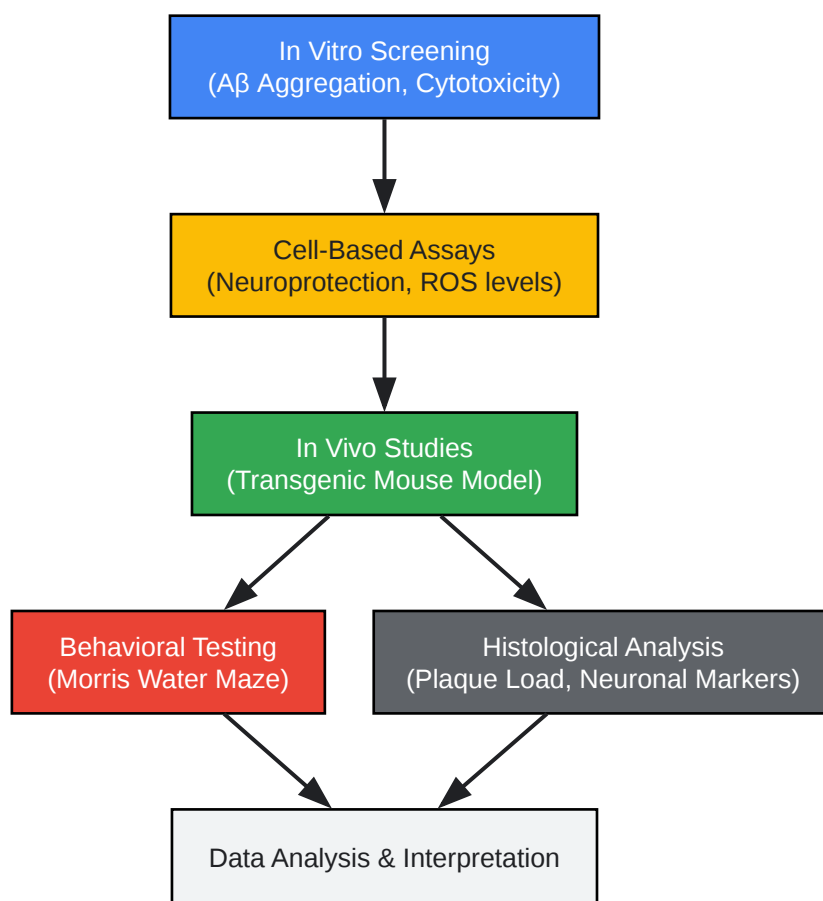 In Vitro Screening
(Aβ Aggregation, Cytotoxicity)
Cell-Based Assays
(Neuroprotection, ROS levels)
In Vivo Studies
(Transgenic Mouse Model)
Behavioral Testing
(Morris Water Maze)
Histological Analysis
(Plaque Load, Neuronal Markers)
Data Analysis & Interpretation